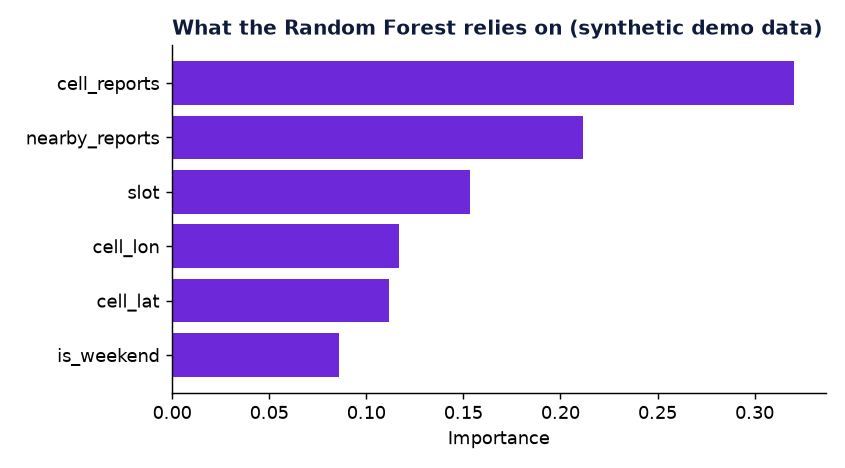 What the Random Forest relies on (synthetic demo data)
cell_reports
nearby_reports
slot
cell_lon
cell_lat
is_weekend
0.00 0.05 0.10 0.15 0.20 0.25 0.30
Importance